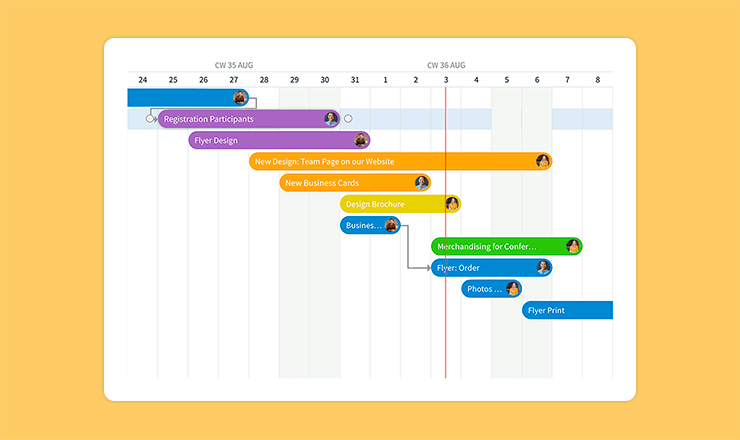 CW 35 AUG CW 36 AUG
24 25 26 27 28 29 30 31 1 2 3 4 5 6 7 8
Registration Participants
Flyer Design
New Design: Team Page on our Website
New Business Cards
Design Brochure
Busines...
Merchandising for Confer...
Flyer: Order
Photos ...
Flyer Print